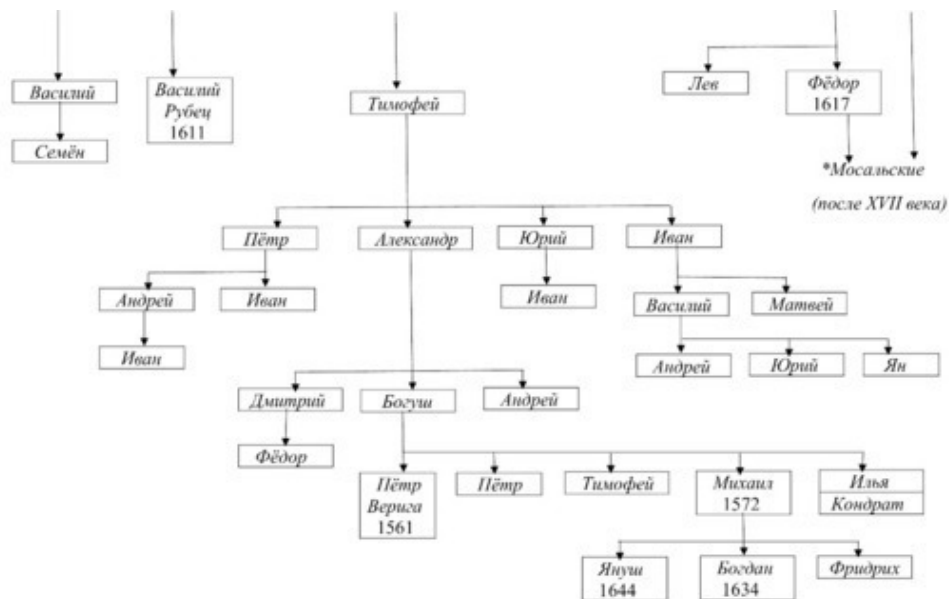 Василий
Василий
Рубец
1611
Тимофей
Лев
Фёдор
1617
Семён
*Мосальские
(после XVII века)
Пётр
Александр
Юрий
Иван
Андрей
Иван
Иван
Василий
Матвей
Иван
Андрей
Юрий
Ян
Дмитрий
Богуш
Андрей
Фёдор
Пётр
Верига
1561
Пётр
Тимофей
Михаил
1572
Илья
Кондрат
Януш
1644
Богдан
1634
Фридрих